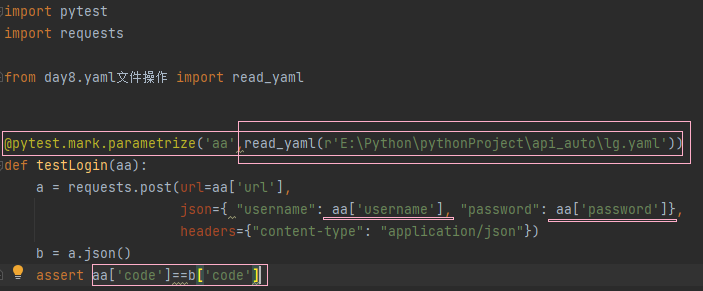 import pytest
import requests
from day8.yaml文件操作 import read_yaml
@pytest.mark.parametrize('aa',read_yaml(r'E:\Python\pythonProject\api_auto\lg.yaml'))
def testLogin(aa):
a = requests.post(url=aa['url'],
json={ "username": aa['username'], "password": aa['password']},
headers={"content-type": "application/json"})
b = a.json()
assert aa['code']==b['code']